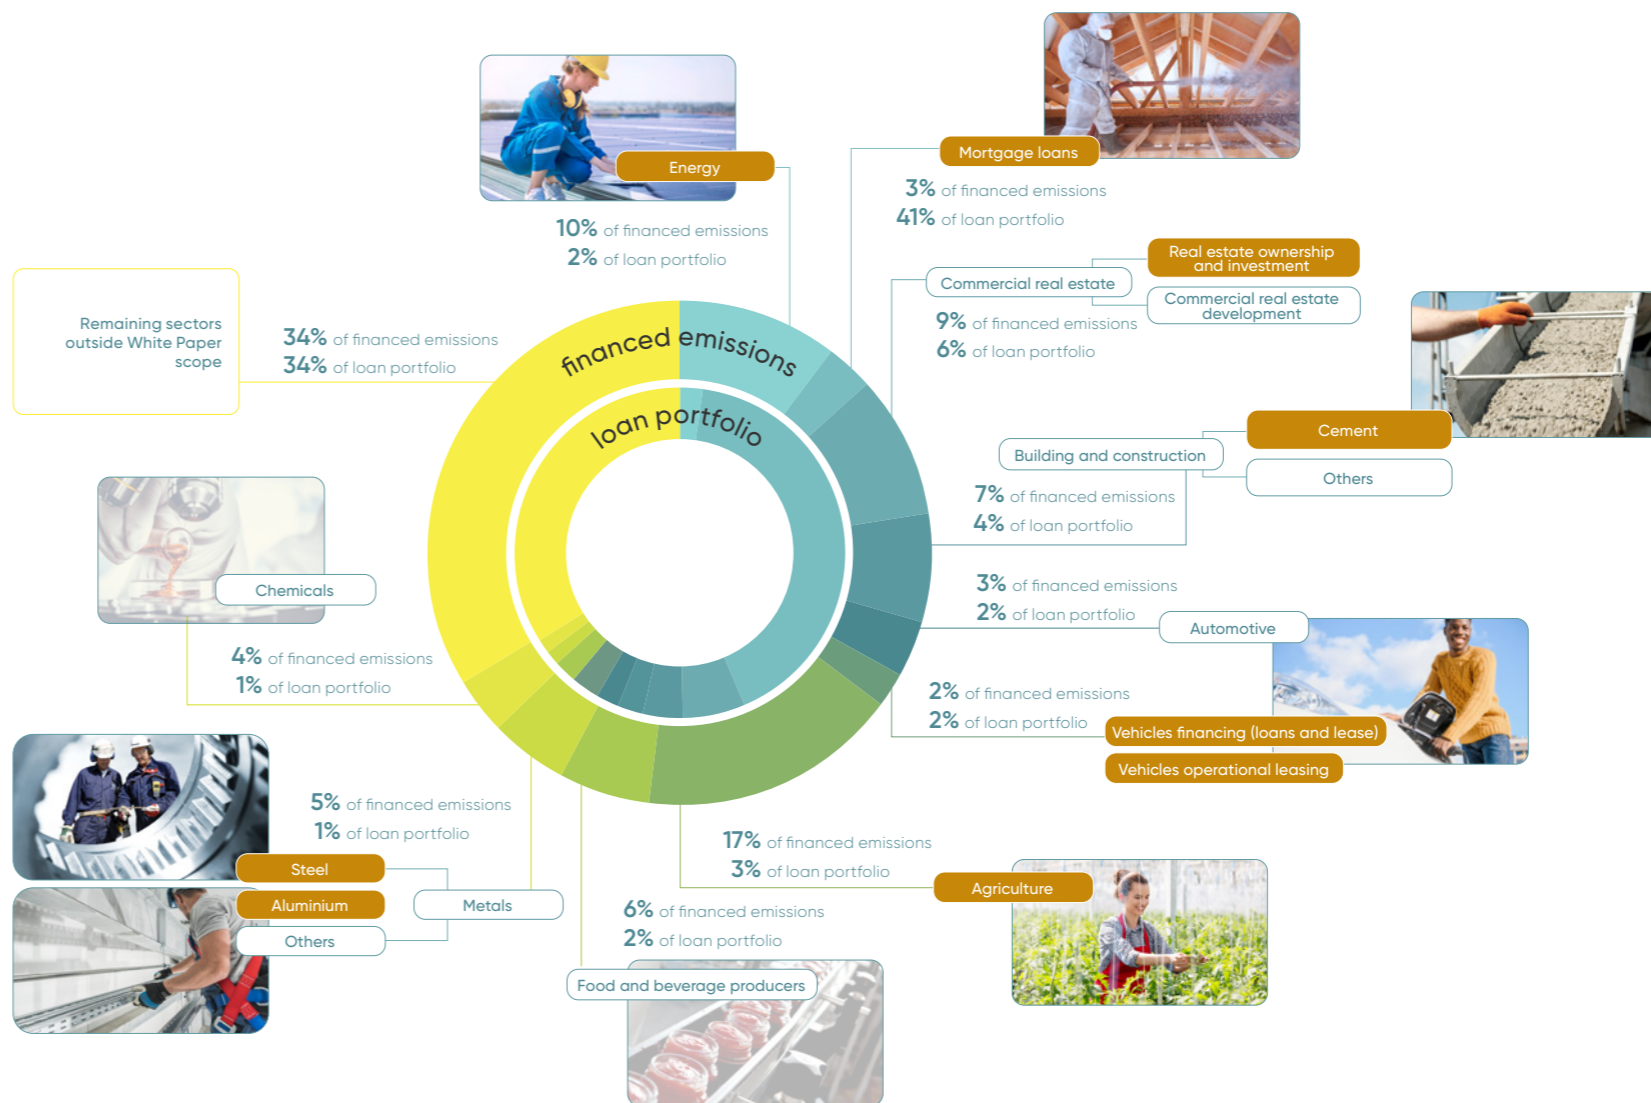 Energy
10% of financed emissions
2% of loan portfolio
Mortgage loans
3% of financed emissions
41% of loan portfolio
Commercial real estate
Real estate ownership
and investment
Commercial real estate
development
9% of financed emissions
6% of loan portfolio
Building and construction
Cement
Others
7% of financed emissions
4% of loan portfolio
3% of financed emissions
2% of loan portfolio
Automotive
2% of financed emissions
2% of loan portfolio
Vehicles financing (loans and lease)
Vehicles operational leasing
17% of financed emissions
3% of loan portfolio
Agriculture
6% of financed emissions
2% of loan portfolio
Food and beverage producers
5% of financed emissions
1% of loan portfolio
Steel
Aluminium
Others
Metals
Chemicals
4% of financed emissions
1% of loan portfolio
Remaining sectors
outside White Paper
scope
34% of financed emissions
34% of loan portfolio
financed emissions
loan portfolio